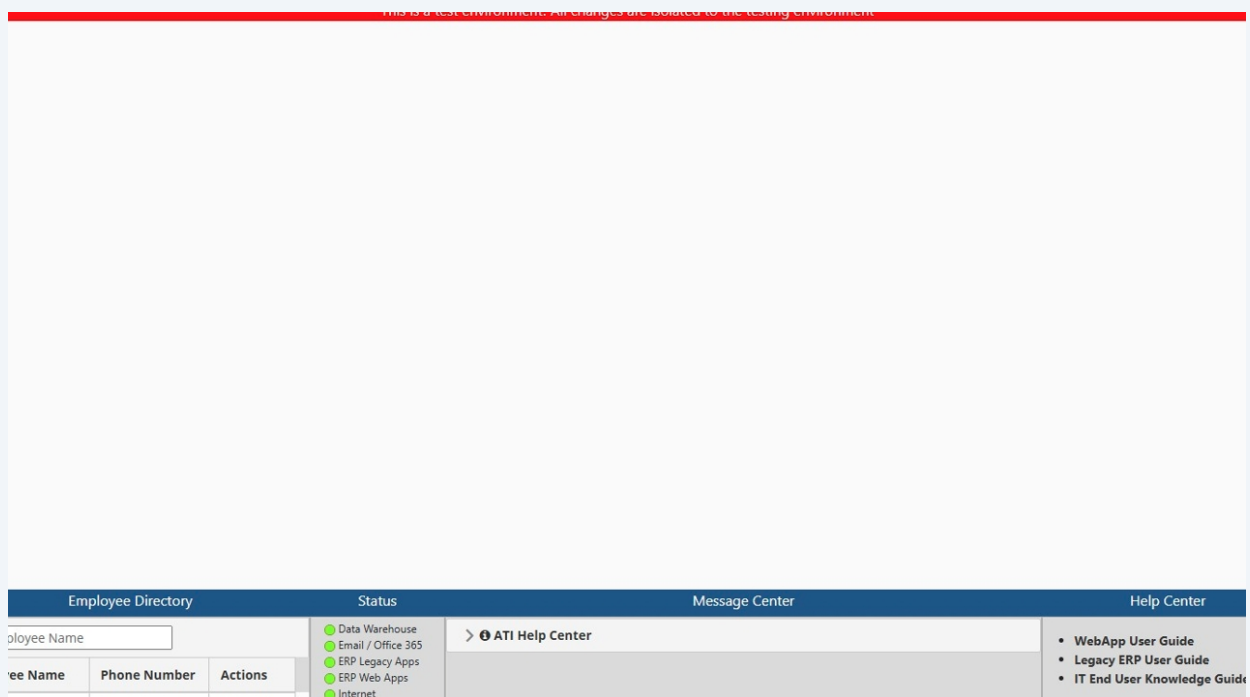 This is a test environment. All changes are isolated to the testing environment
Employee Directory
Status
Message Center
Help Center
ployee Name
ee Name
Phone Number
Actions
Data Warehouse
Email / Office 365
ERP Legacy Apps
ERP Web Apps
Internet
ATI Help Center
WebApp User Guide
Legacy ERP User Guide
IT End User Knowledge Guide